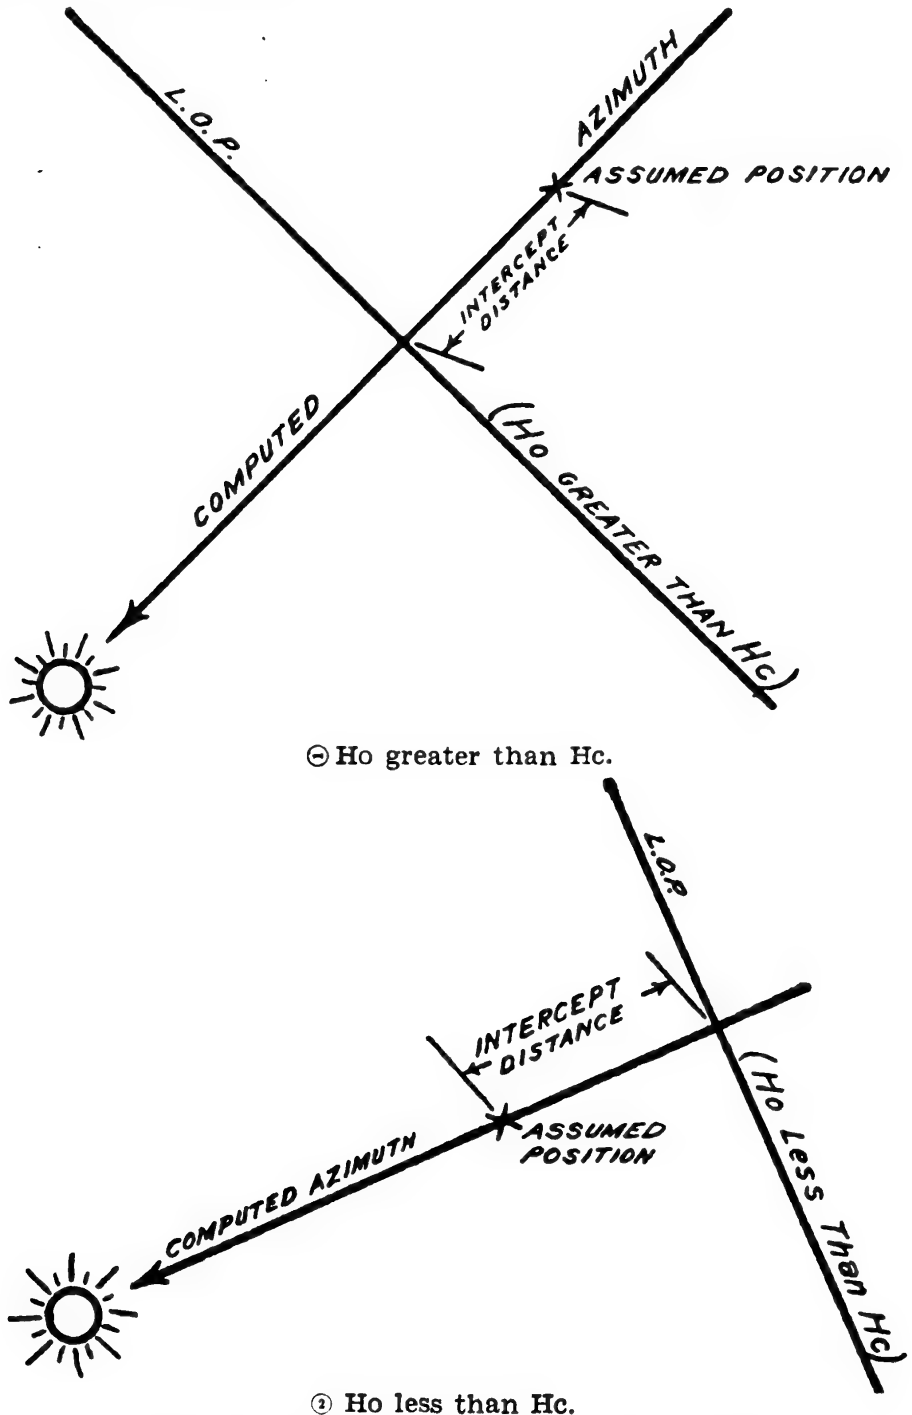 L.O.P.
AZIMUTH
ASSUMED POSITION
INTERCEPT
DISTANCE
COMPUTED
(HO GREATER THAN HC)
① Ho greater than Hc.
L.O.P.
INTERCEPT
DISTANCE
ASSUMED
POSITION
COMPUTED AZIMUTH
(HO Less Than Hc)
② Ho less than Hc.